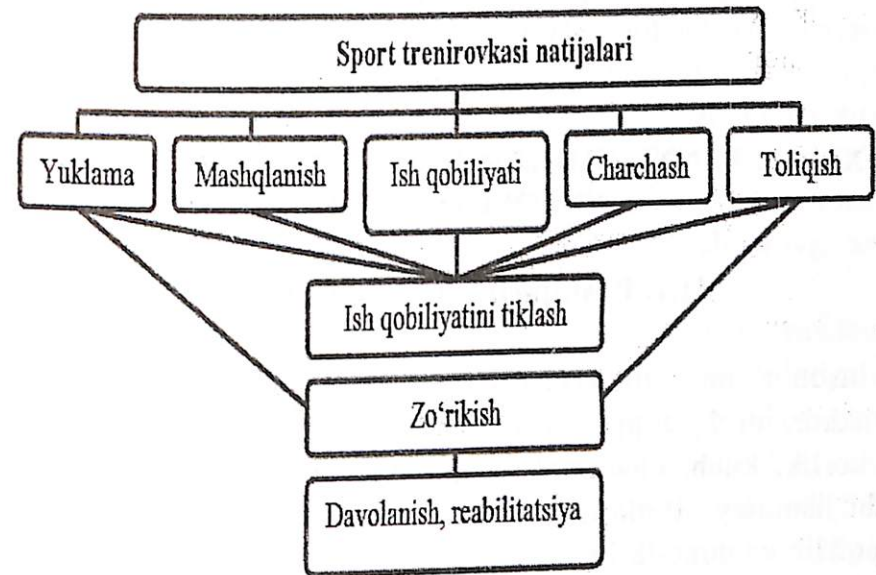 Sport trenirovkasi natijalari
Yuklama
Mashqlanish
Ish qobiliyati
Charchash
Toliqish
Ish qobiliyatini tiklash
Zo‘rikish
Davolanish, reabilitatsiya